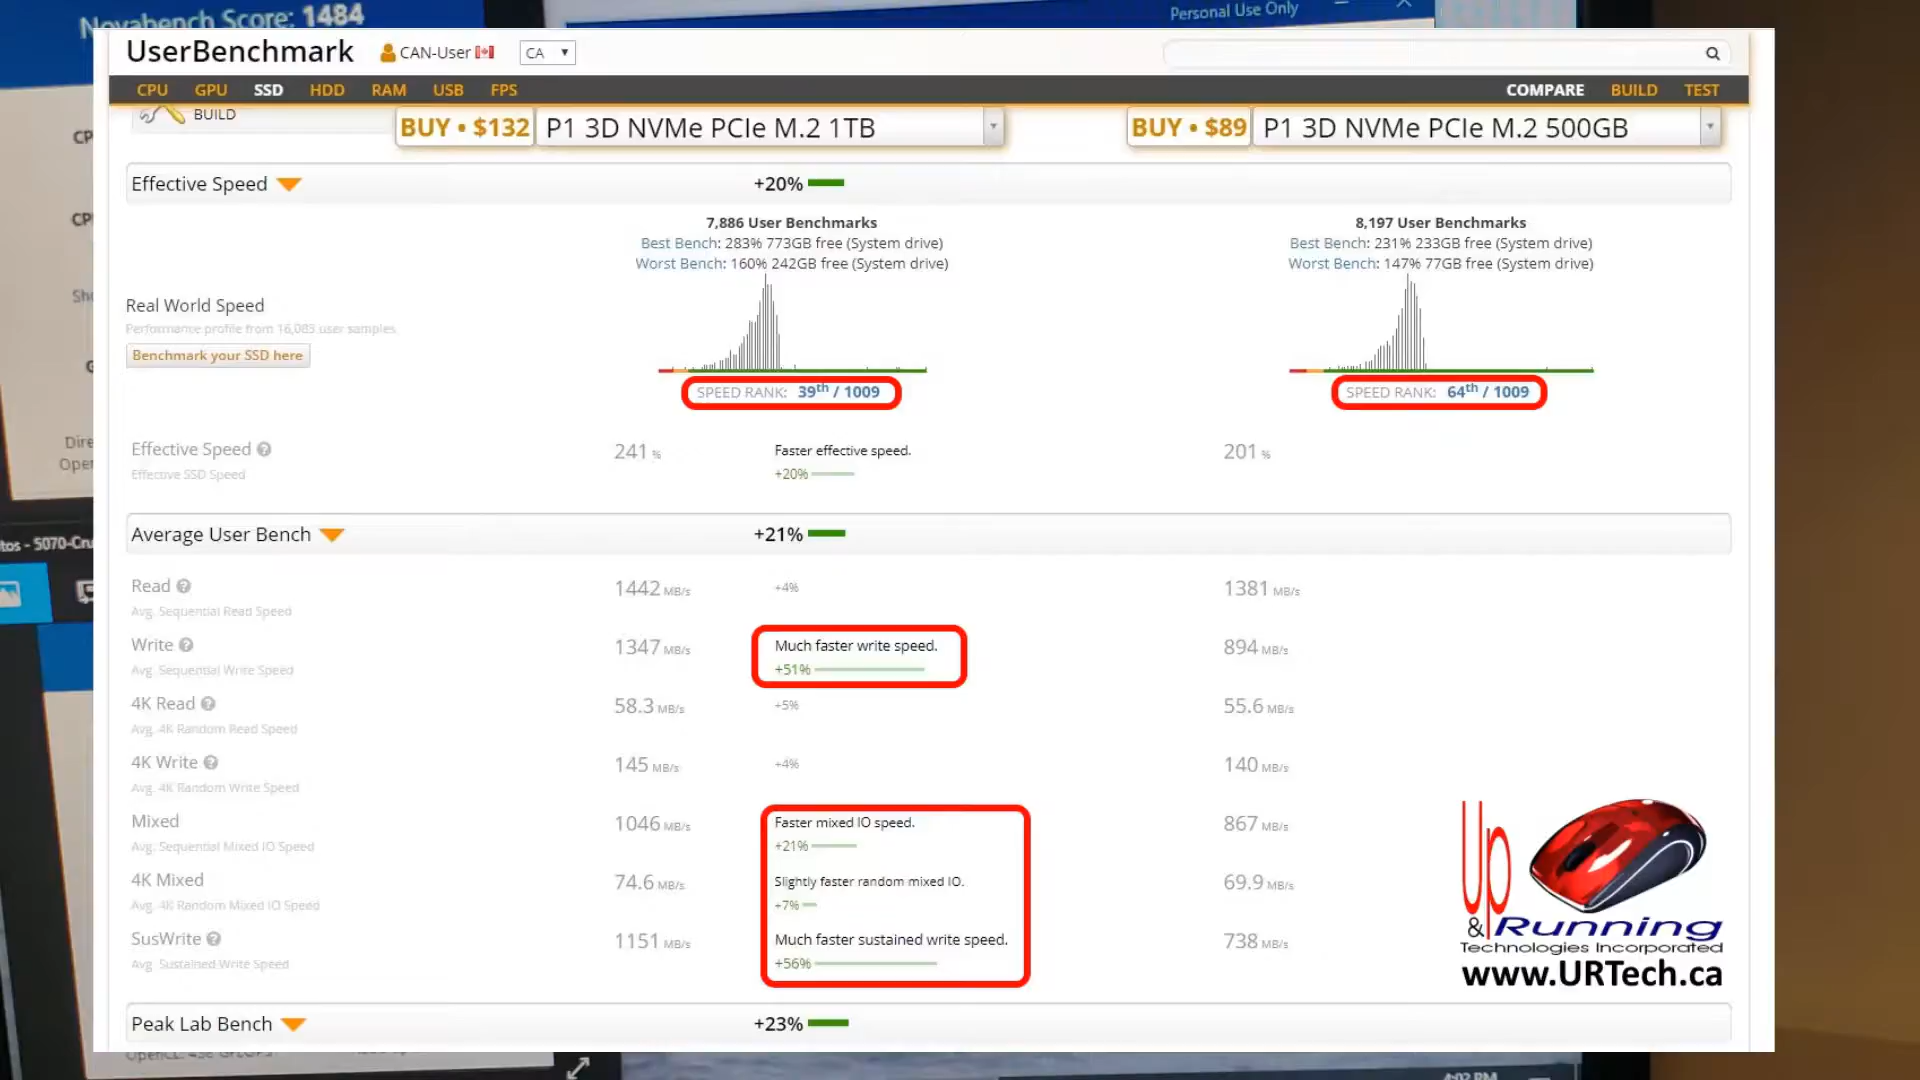 Novabench Score: 1484
Personal Use Only
UserBenchmark
CAN-User
CA
CPU GPU SSD HDD RAM USB FPS COMPARE BUILD TEST
BUILD
BUY • $132 P1 3D NVMe PCIe M.2 1TB
BUY • $89 P1 3D NVMe PCIe M.2 500GB
Effective Speed +20%
7,886 User Benchmarks
Best Bench: 283% 773GB free (System drive)
Worst Bench: 160% 242GB free (System drive)
8,197 User Benchmarks
Best Bench: 231% 233GB free (System drive)
Worst Bench: 147% 77GB free (System drive)
Real World Speed
Performance profile from 16,083 user samples
Benchmark your SSD here
SPEED RANK: 39th / 1009
SPEED RANK: 64th / 1009
Effective Speed 241 % Faster effective speed. 201 %
Effective SSD Speed +20%
Average User Bench +21%
Read 1442 MB/s +4% 1381 MB/s
Avg. Sequential Read Speed
Write 1347 MB/s Much faster write speed. 894 MB/s
Avg. Sequential Write Speed +51%
4K Read 58.3 MB/s +5% 55.6 MB/s
Avg. 4K Random Read Speed
4K Write 145 MB/s +4% 140 MB/s
Avg. 4K Random Write Speed
Mixed 1046 MB/s Faster mixed IO speed. 867 MB/s
Avg. Sequential Mixed IO Speed +21%
4K Mixed 74.6 MB/s Slightly faster random mixed IO. 69.9 MB/s
Avg. 4K Random Mixed IO Speed +7%
SusWrite 1151 MB/s Much faster sustained write speed. 738 MB/s
Avg. Sustained Write Speed +56%
Peak Lab Bench +23%
Up
& Running
Technologies Incorporated
www.URTech.ca
4:02 PM